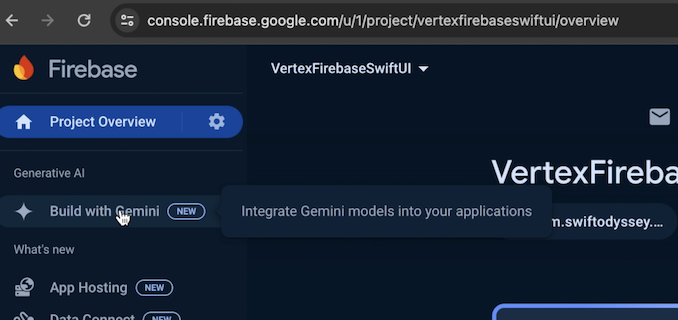 console.firebase.google.com/u/1/project/vertexfirebaseswiftui/overview
Firebase
VertexFirebaseSwiftUI
Project Overview
Generative AI
VertexFireba
Build with Gemini NEW
Integrate Gemini models into your applications
m.swiftodyssey....
What's new
App Hosting NEW
Data Connect NEW